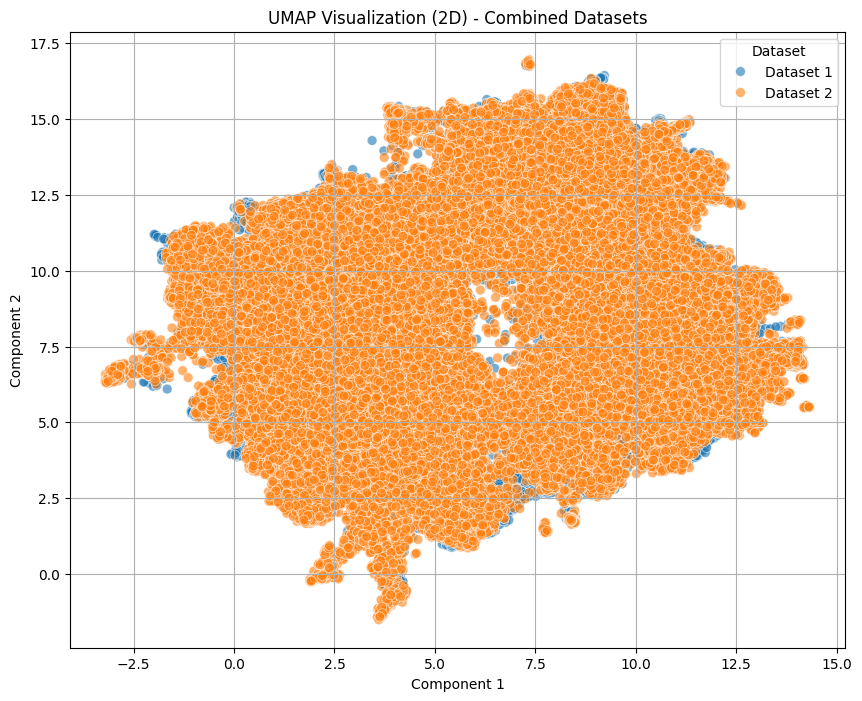 UMAP Visualization (2D) - Combined Datasets
Dataset
Dataset 1
Dataset 2
17.5
15.0
12.5
10.0
7.5
5.0
2.5
0.0
Component 2
−2.5 0.0 2.5 5.0 7.5 10.0 12.5 15.0
Component 1